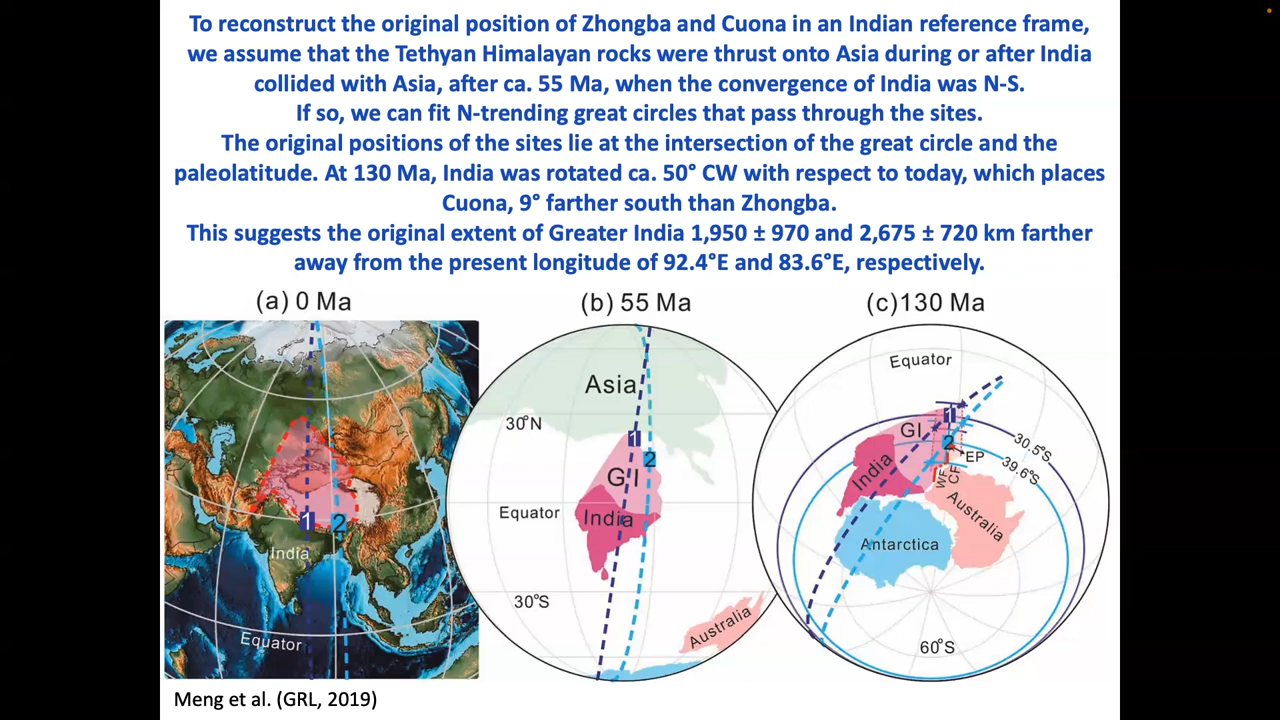 To reconstruct the original position of Zhongba and Cuona in an Indian reference frame,
we assume that the Tethyan Himalayan rocks were thrust onto Asia during or after India
collided with Asia, after ca. 55 Ma, when the convergence of India was N-S.
If so, we can fit N-trending great circles that pass through the sites.
The original positions of the sites lie at the intersection of the great circle and the
paleolatitude. At 130 Ma, India was rotated ca. 50° CW with respect to today, which places
Cuona, 9° farther south than Zhongba.
This suggests the original extent of Greater India 1,950 ± 970 and 2,675 ± 720 km farther
away from the present longitude of 92.4°E and 83.6°E, respectively.
(a) 0 Ma
1
2
India
Equator
(b) 55 Ma
Asia
30°N
1
2
GI
Equator
India
30°S
Australia
(c)130 Ma
Equator
1
GI
2
30.5°S
EP
39.6°S
India
WF
CF
Australia
Antarctica
60°S
Meng et al. (GRL, 2019)